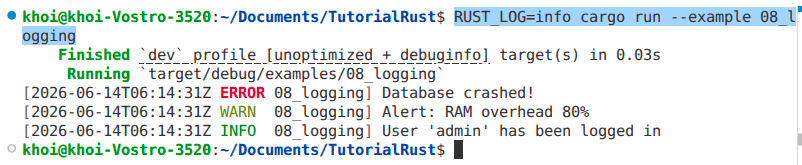 khoi@khoi-Vostro-3520:~/Documents/TutorialRust$ RUST_LOG=info cargo run --example 08_l
ogging
    Finished `dev` profile [unoptimized + debuginfo] target(s) in 0.03s
     Running `target/debug/examples/08_logging`
[2026-06-14T06:14:31Z ERROR 08_logging] Database crashed!
[2026-06-14T06:14:31Z WARN  08_logging] Alert: RAM overhead 80%
[2026-06-14T06:14:31Z INFO  08_logging] User 'admin' has been logged in
khoi@khoi-Vostro-3520:~/Documents/TutorialRust$